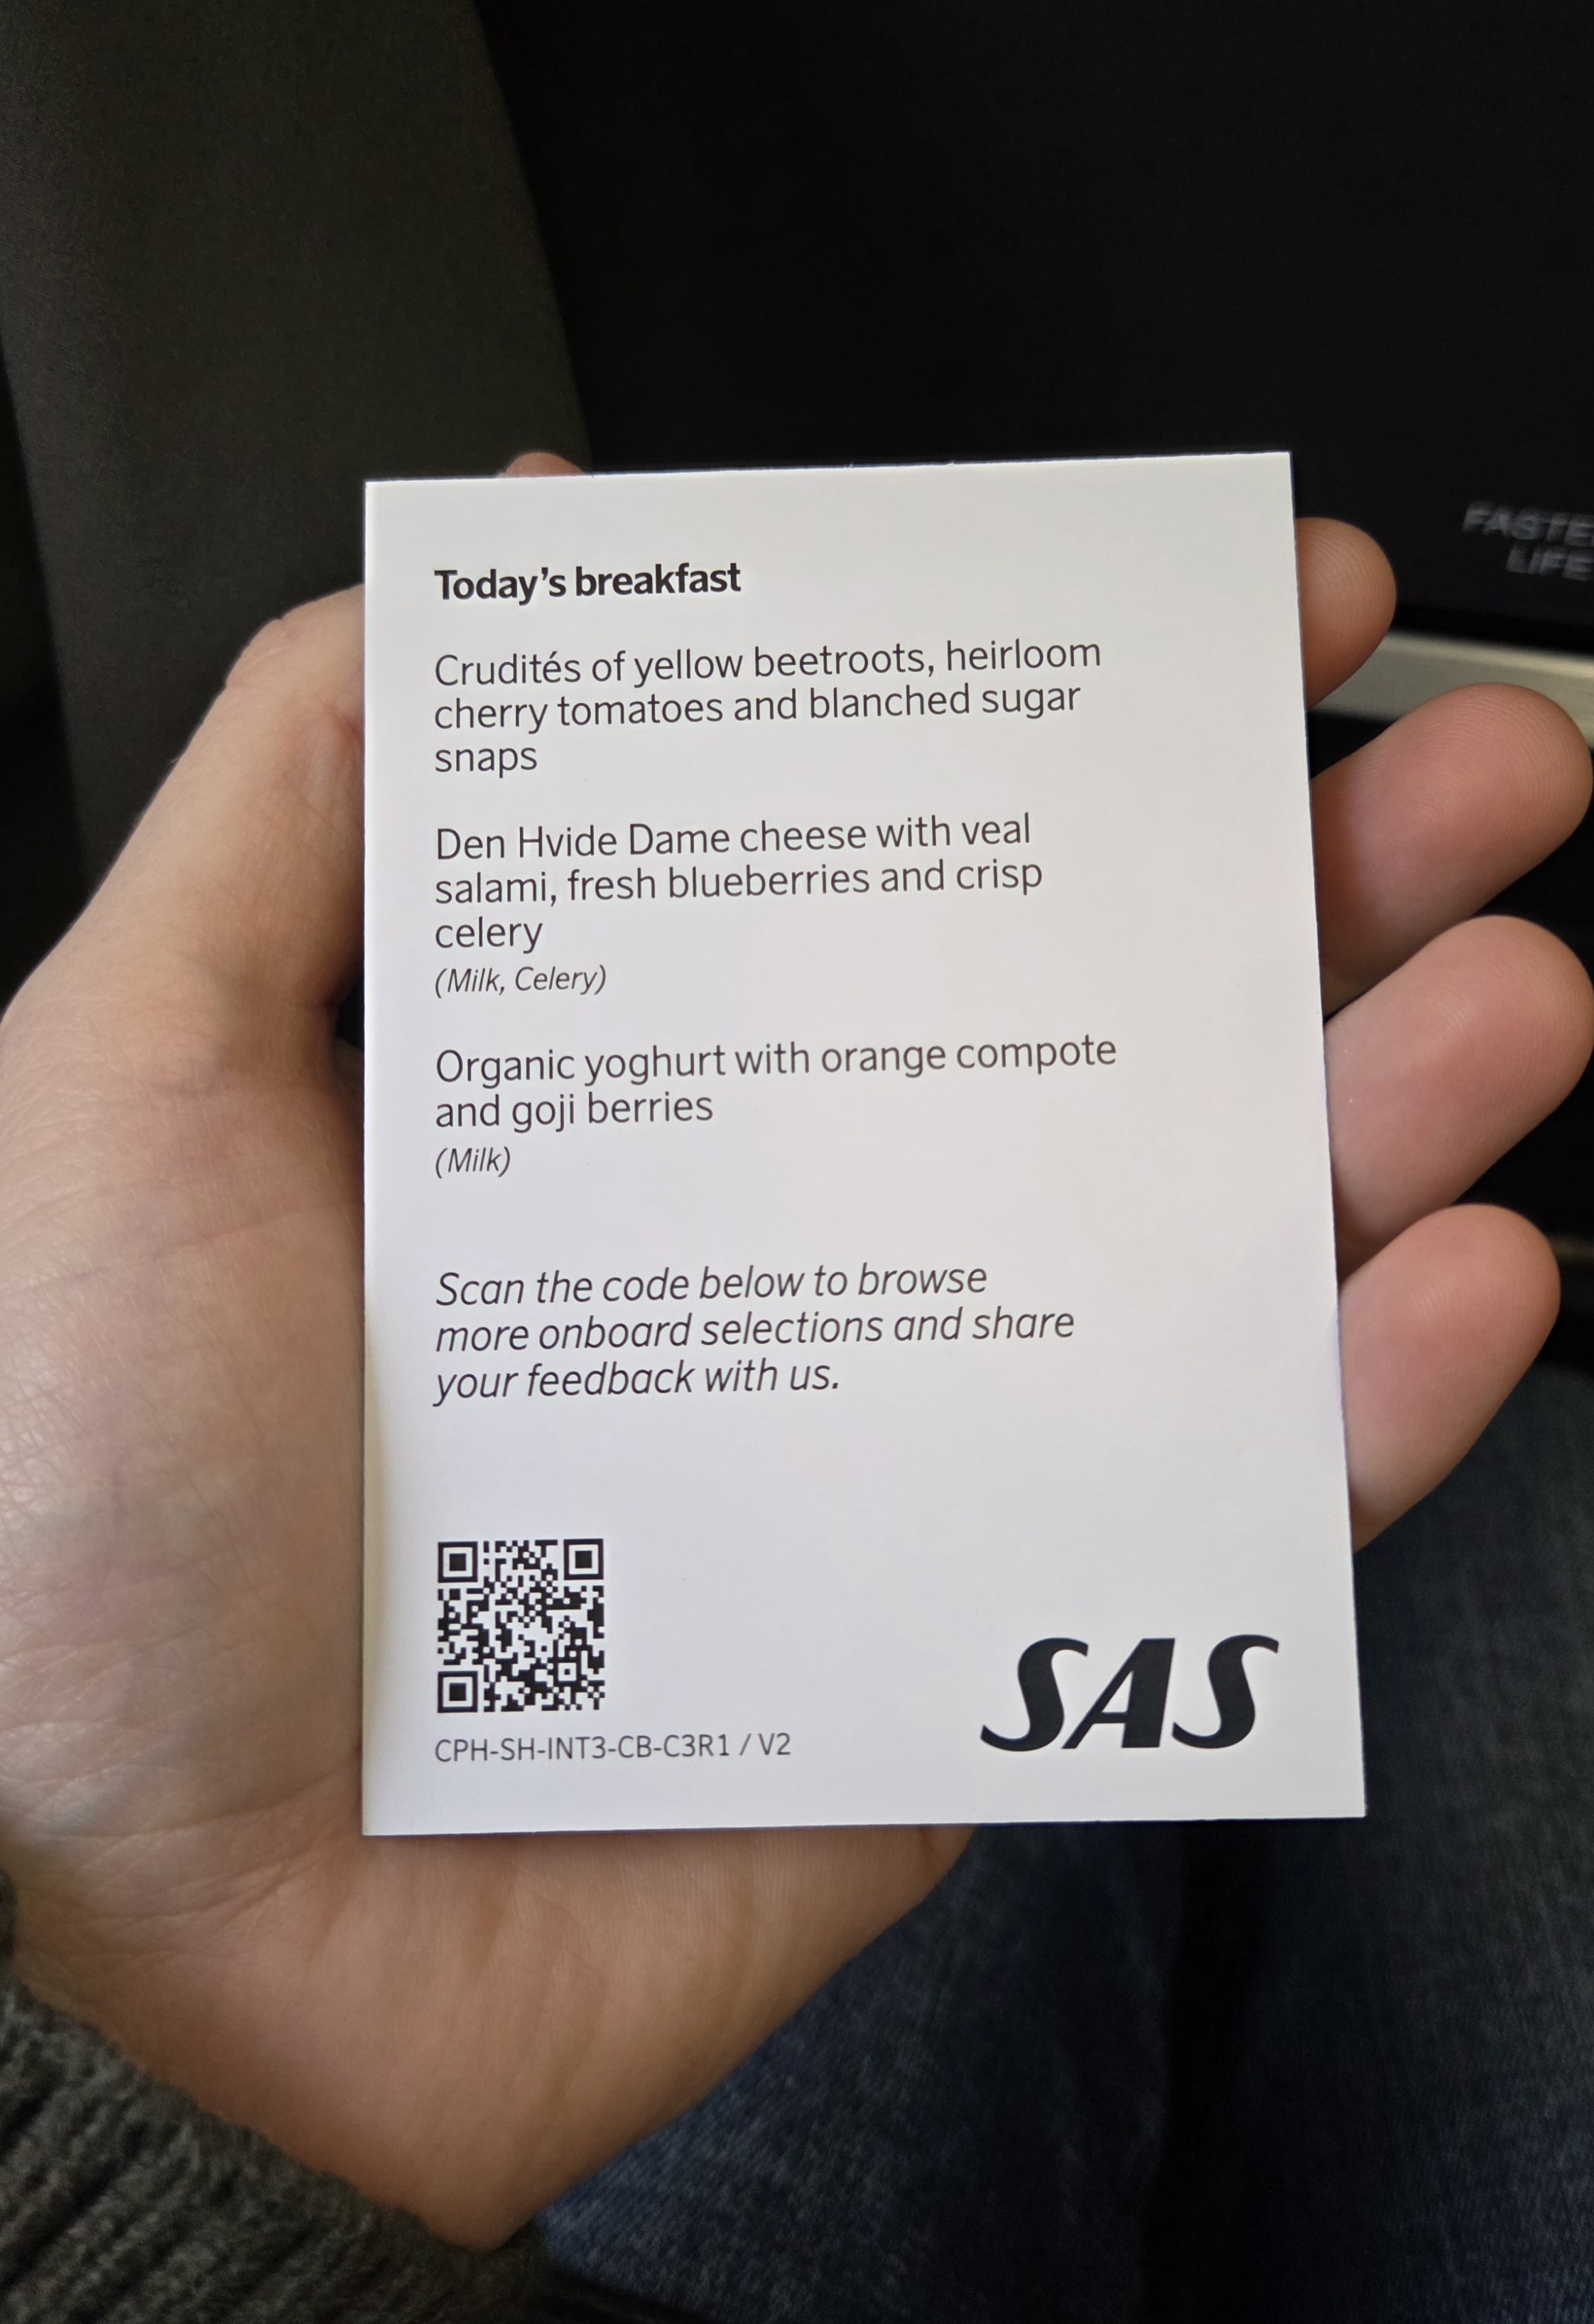 Today's breakfast
Crudités of yellow beetroots, heirloom
cherry tomatoes and blanched sugar
snaps
Den Hvide Dame cheese with veal
salami, fresh blueberries and crisp
celery
(Milk, Celery)
Organic yoghurt with orange compote
and goji berries
(Milk)
Scan the code below to browse
more onboard selections and share
your feedback with us.
CPH-SH-INT3-CB-C3R1 / V2
SAS
LIFE